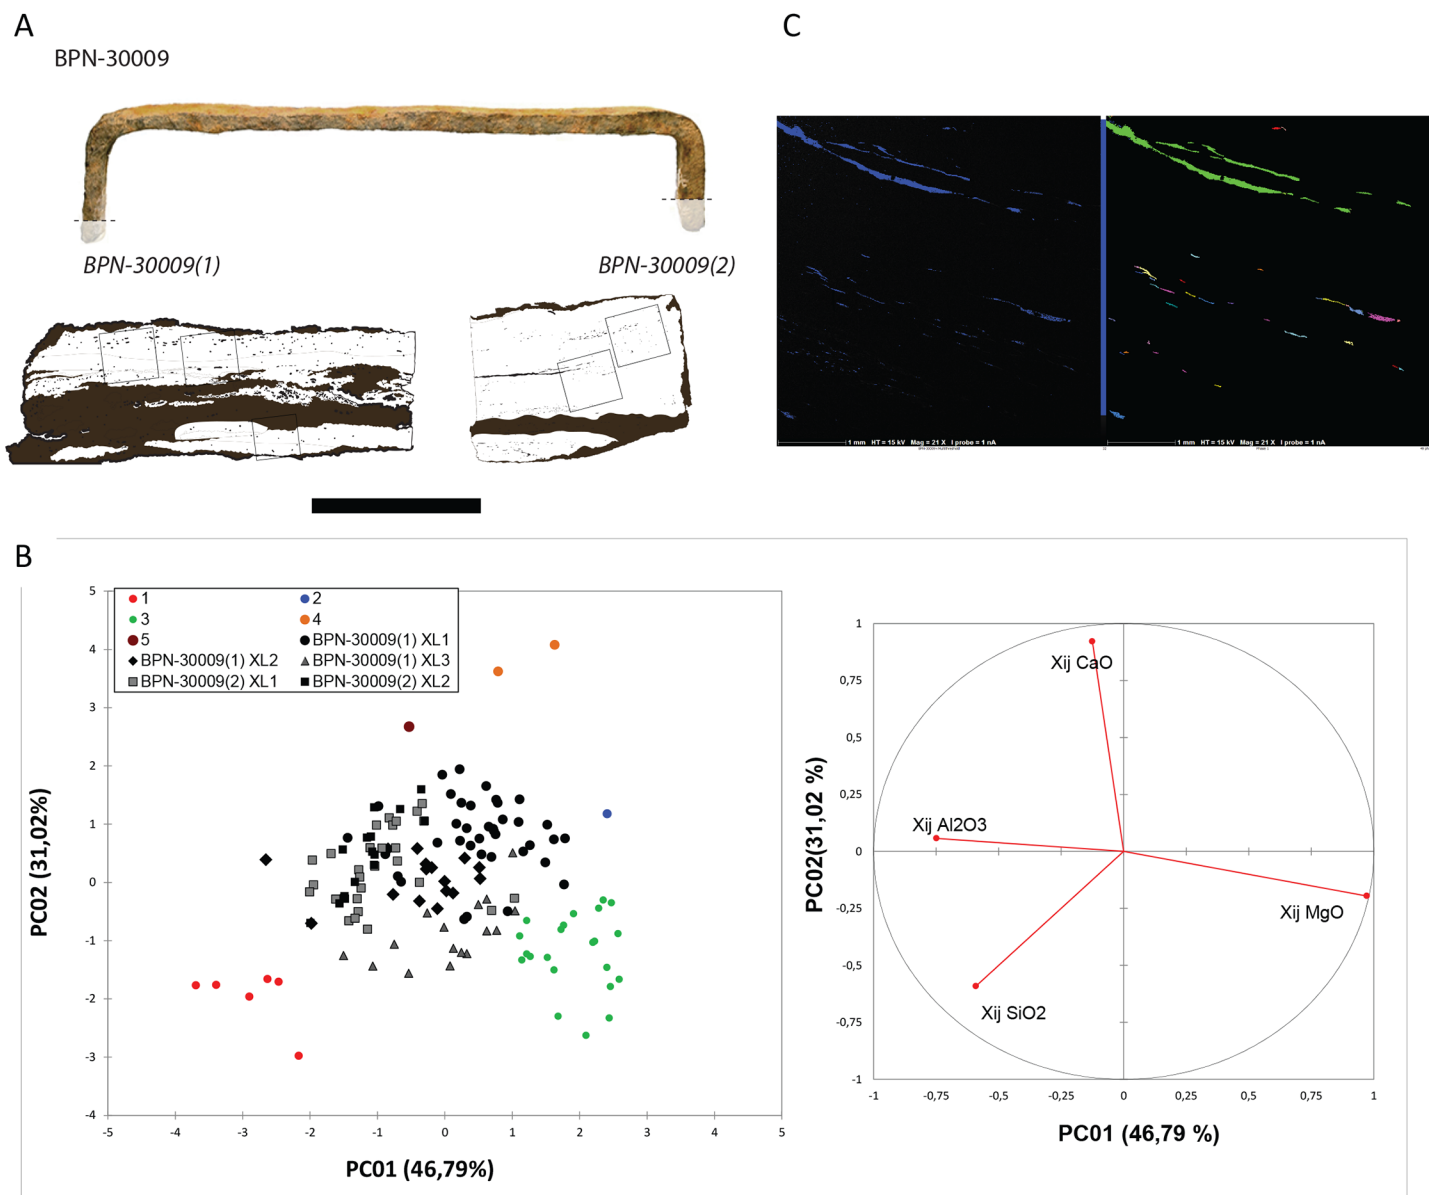 A
BPN-30009
BPN-30009(1)
BPN-30009(2)
C
1 mm HT = 15 kV Mag = 21 X I probe = 1 nA
1 mm HT = 15 kV Mag = 21 X I probe = 1 nA
B
1 2
3 4
5 BPN-30009(1) XL1
BPN-30009(1) XL2 BPN-30009(1) XL3
BPN-30009(2) XL1 BPN-30009(2) XL2
5
4
3
2
1
0
-1
-2
-3
-4
-5 -4 -3 -2 -1 0 1 2 3 4 5
PC02 (31,02%)
PC01 (46,79%)
1
0,75
0,5
0,25
0
-0,25
-0,5
-0,75
-1
-1 -0,75 -0,5 -0,25 0 0,25 0,5 0,75 1
PC02(31,02 %)
PC01 (46,79 %)
Xij CaO
Xij Al2O3
Xij MgO
Xij SiO2